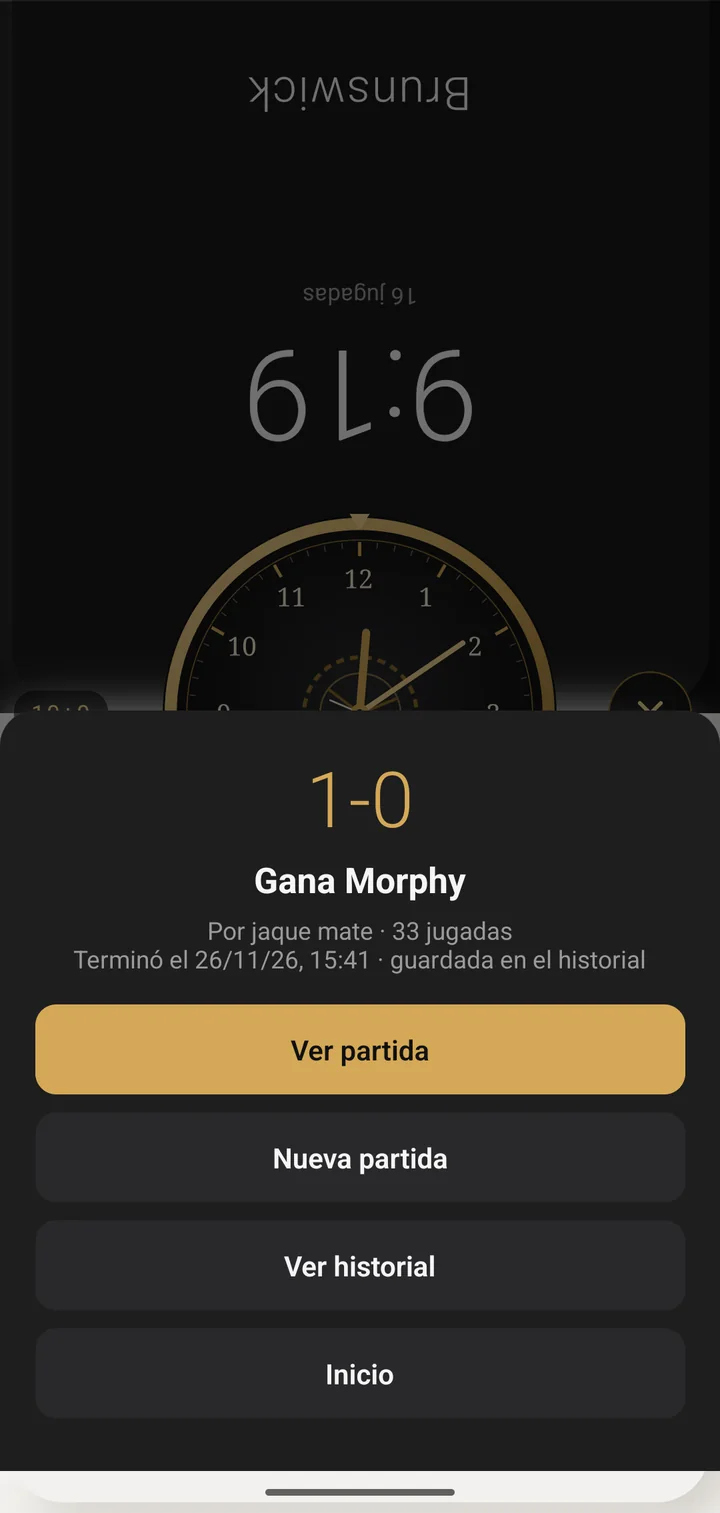 Brunswick
16 jugadas
9:19
12
11
1
10
2
1-0
Gana Morphy
Por jaque mate · 33 jugadas
Terminó el 26/11/26, 15:41 · guardada en el historial
Ver partida
Nueva partida
Ver historial
Inicio